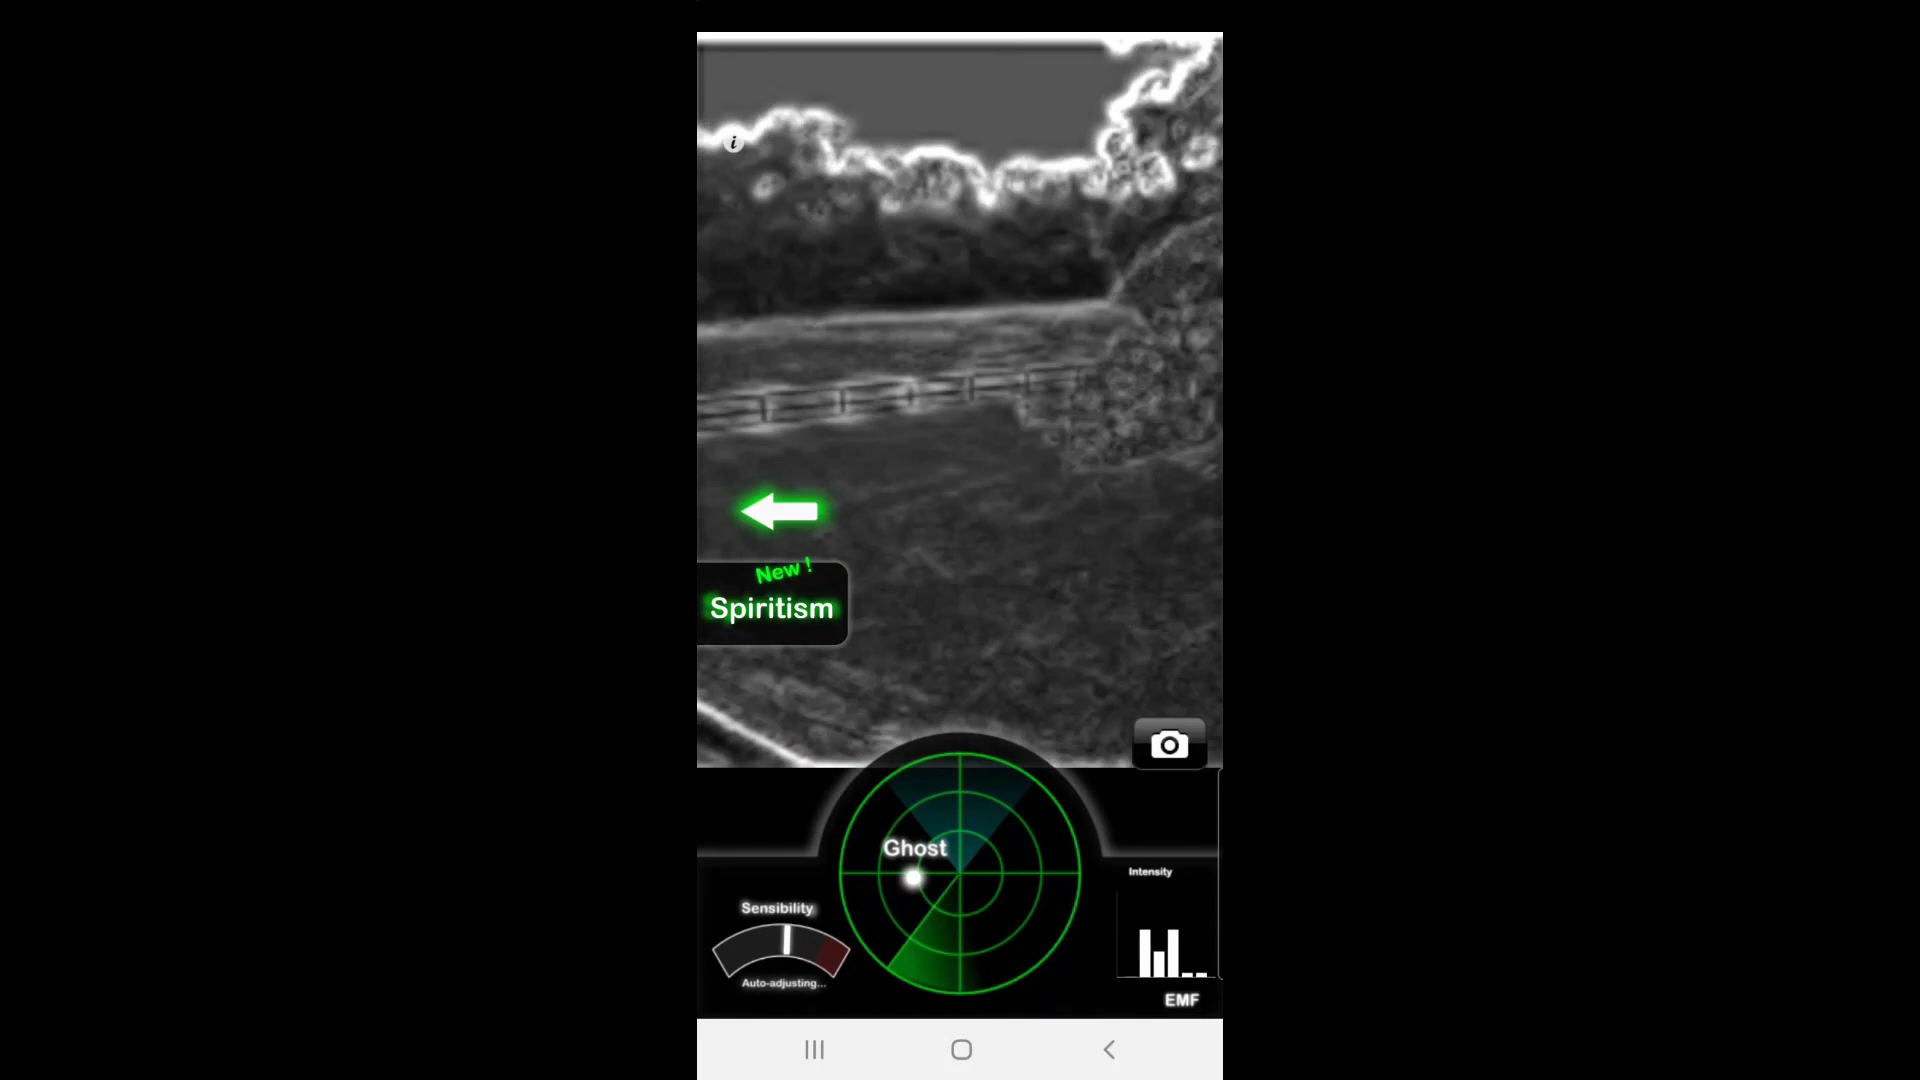 i
New !
Spiritism
Ghost
Intensity
Sensibility
Auto-adjusting...
EMF